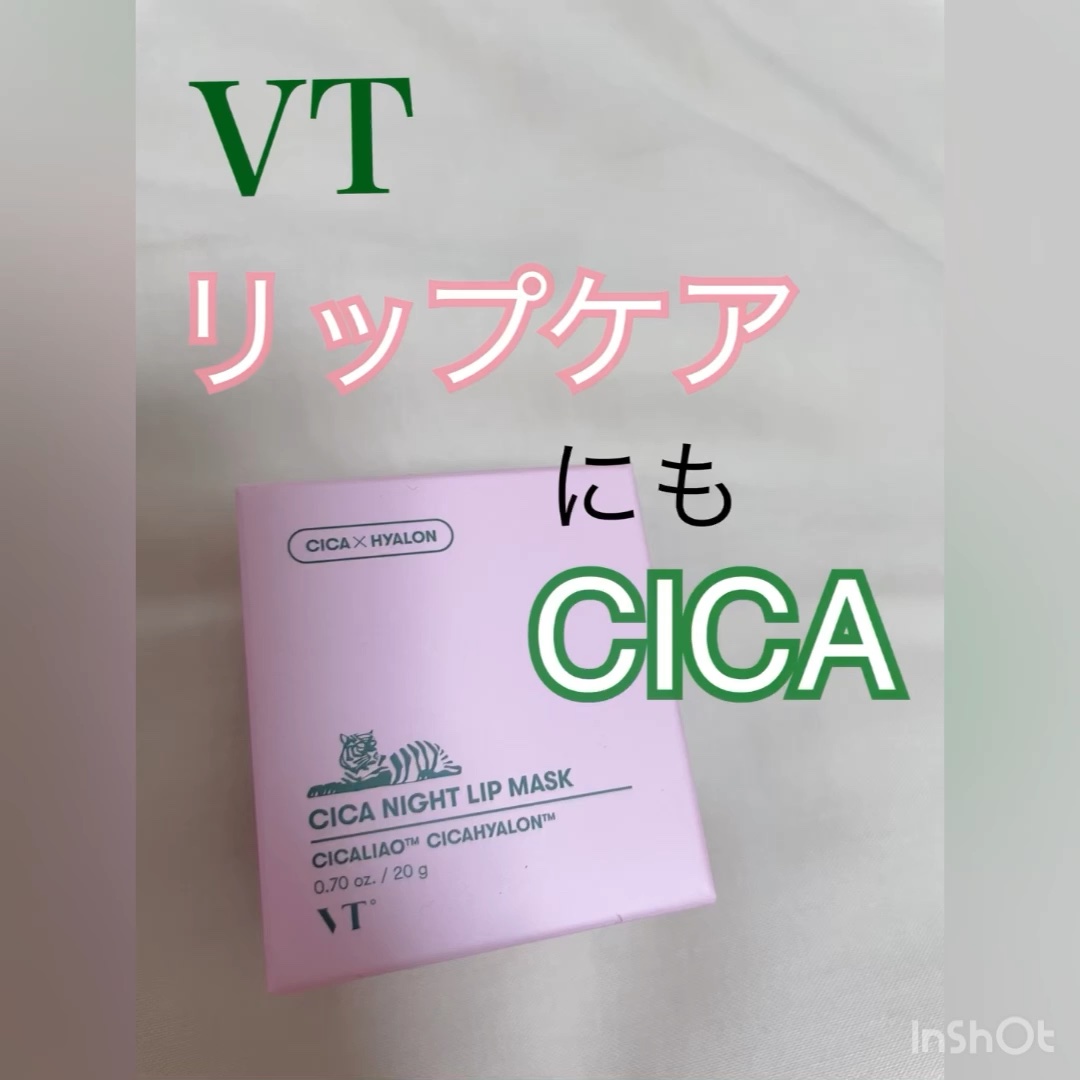 VT
リップケア
にも
CICA
CICA×HYALON
CICA NIGHT LIP MASK
CICALIAO™ CICAHYALON™
0.70 oz. / 20 g
VT°
InShOt